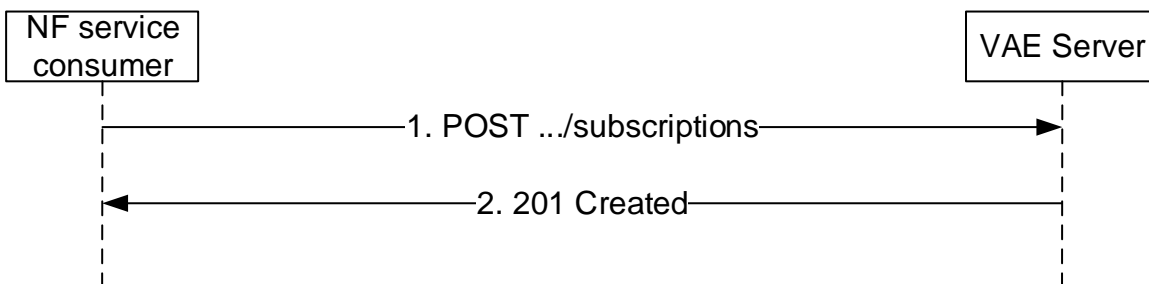 NF service
consumer
VAE Server
1. POST .../subscriptions
2. 201 Created